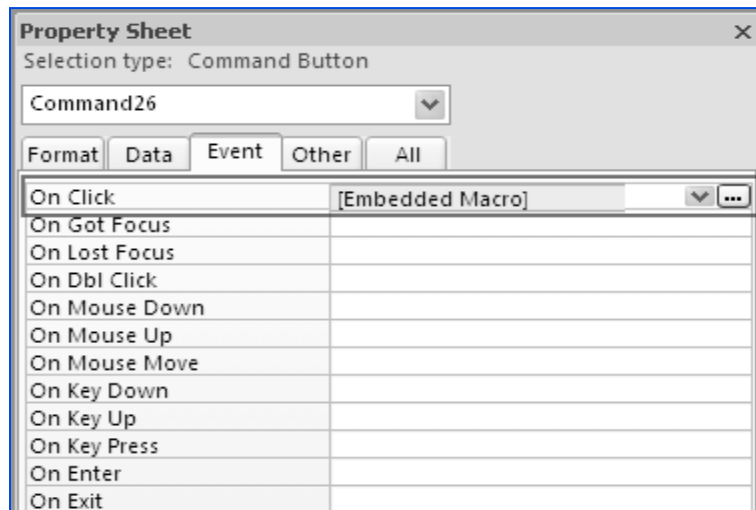 Property Sheet
Selection type: Command Button
Command26
Format Data Event Other All
On Click [Embedded Macro]
On Got Focus
On Lost Focus
On Dbl Click
On Mouse Down
On Mouse Up
On Mouse Move
On Key Down
On Key Up
On Key Press
On Enter
On Exit